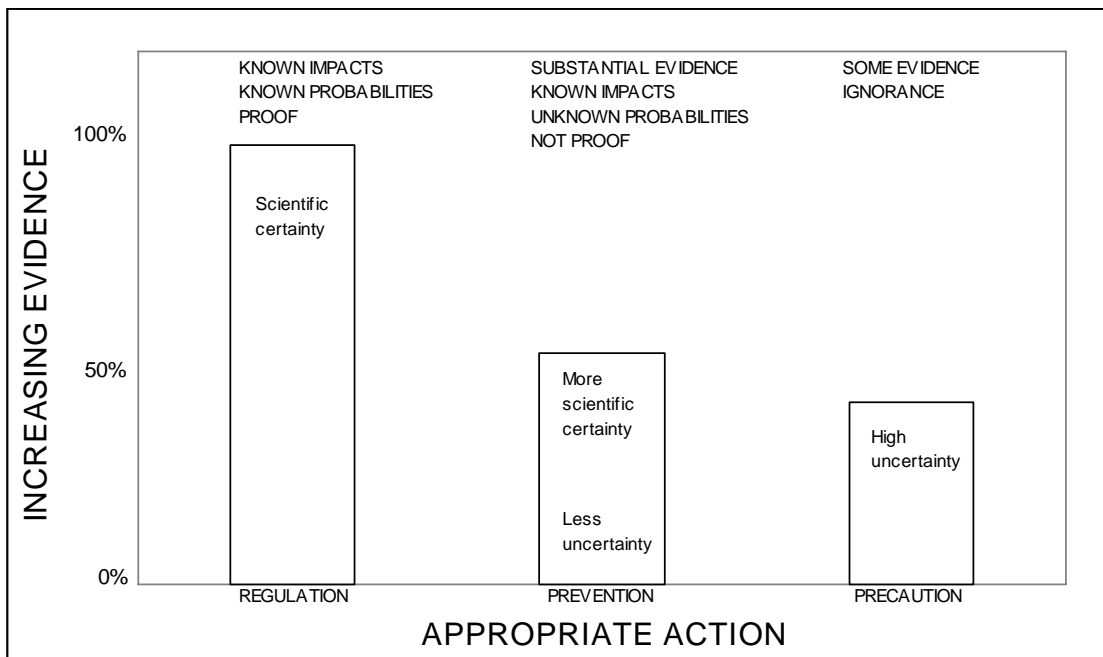 KNOWN IMPACTS
KNOWN PROBABILITIES
PROOF
SUBSTANTIAL EVIDENCE
KNOWN IMPACTS
UNKNOWN PROBABILITIES
NOT PROOF
SOME EVIDENCE
IGNORANCE
INCREASING EVIDENCE
100%
50%
0%
Scientific
certainty
More
scientific
certainty
Less
uncertainty
High
uncertainty
REGULATION
PREVENTION
PRECAUTION
APPROPRIATE ACTION